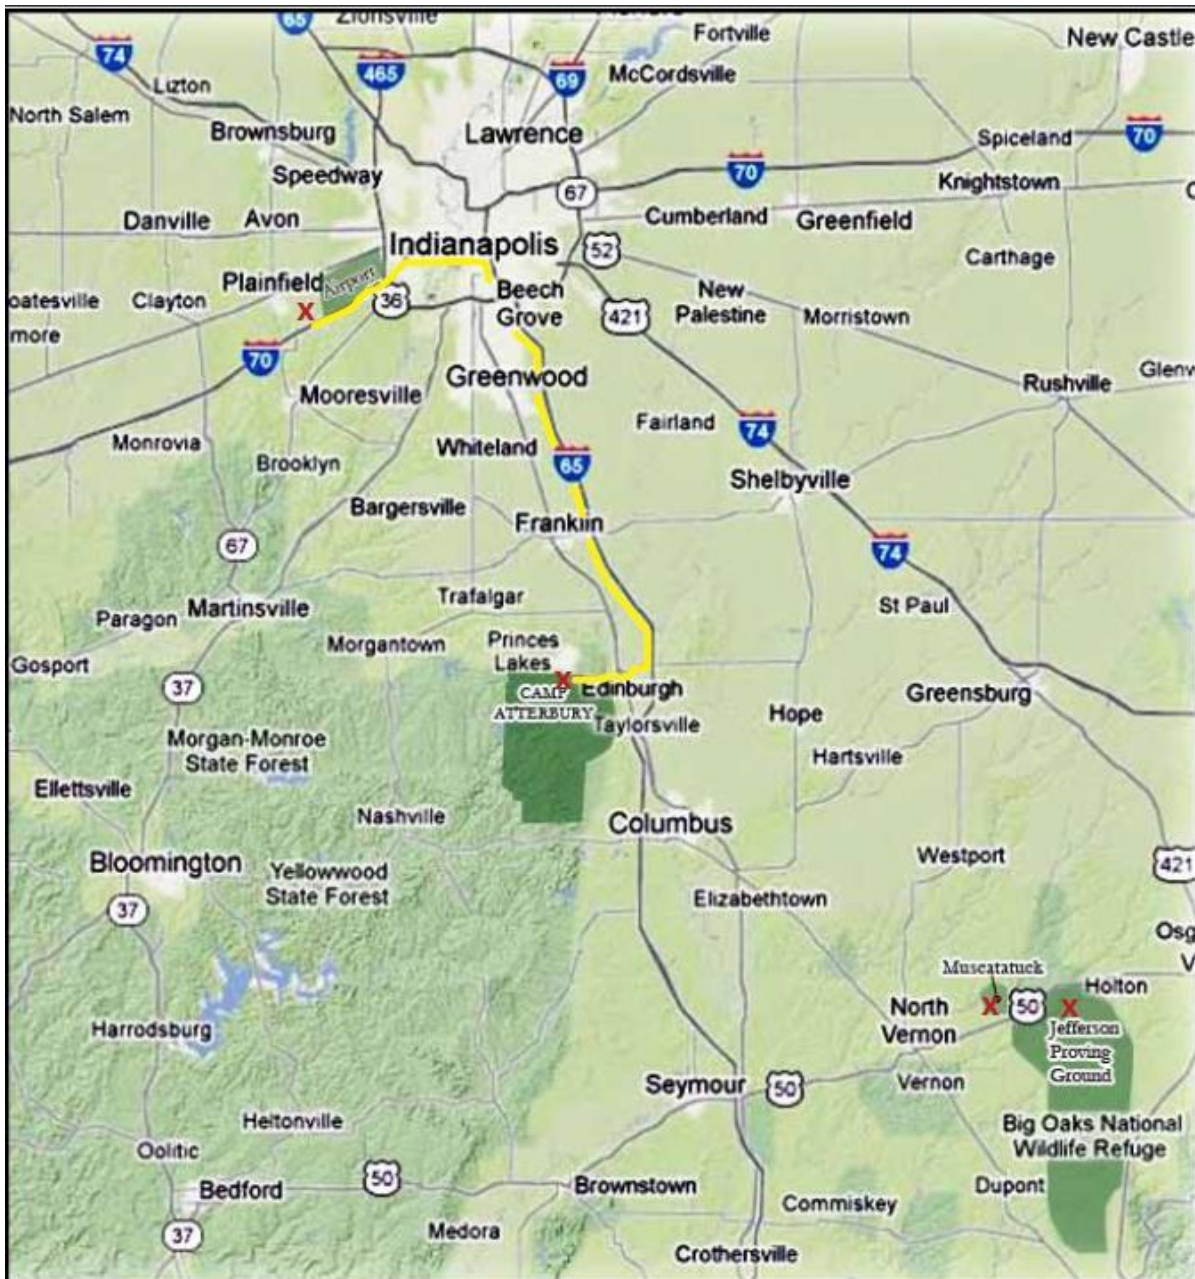 65
Zionsville
Fortville
New Castle
74
465
69
McCordsville
Lizton
North Salem
Brownsburg
Lawrence
Spiceland
70
Speedway
70
Knightstown
67
Danville
Avon
Cumberland
Greenfield
Indianapolis
52
Carthage
Plainfield
Airport
Beech
Grove
New
Palestine
oatesville
Clayton
36
421
Morristown
X
more
70
Greenwood
Glenw
Mooresville
Rushville
Fairland
74
Monrovia
Whiteland
Brooklyn
65
Shelbyville
Bargersville
Franklin
67
74
Trafalgar
St Paul
Paragon
Martinsville
Morgantown
Princes
Lakes
Gosport
X
37
CAMP
ATTERBURY
Edinburgh
Greensburg
Taylorsville
Hope
Morgan-Monroe
State Forest
Hartsville
Ellettsville
Nashville
Columbus
Bloomington
Westport
421
Yellowwood
State Forest
Elizabethtown
37
Osg
V
Muscatatuck
Holton
North
Vernon
X
50
X
Harrodsburg
Jefferson
Proving
Ground
Seymour
50
Vernon
Heltonville
Big Oaks National
Wildlife Refuge
Oolitic
50
Bedford
Brownstown
Dupont
Commiskey
37
Medora
Crothersville